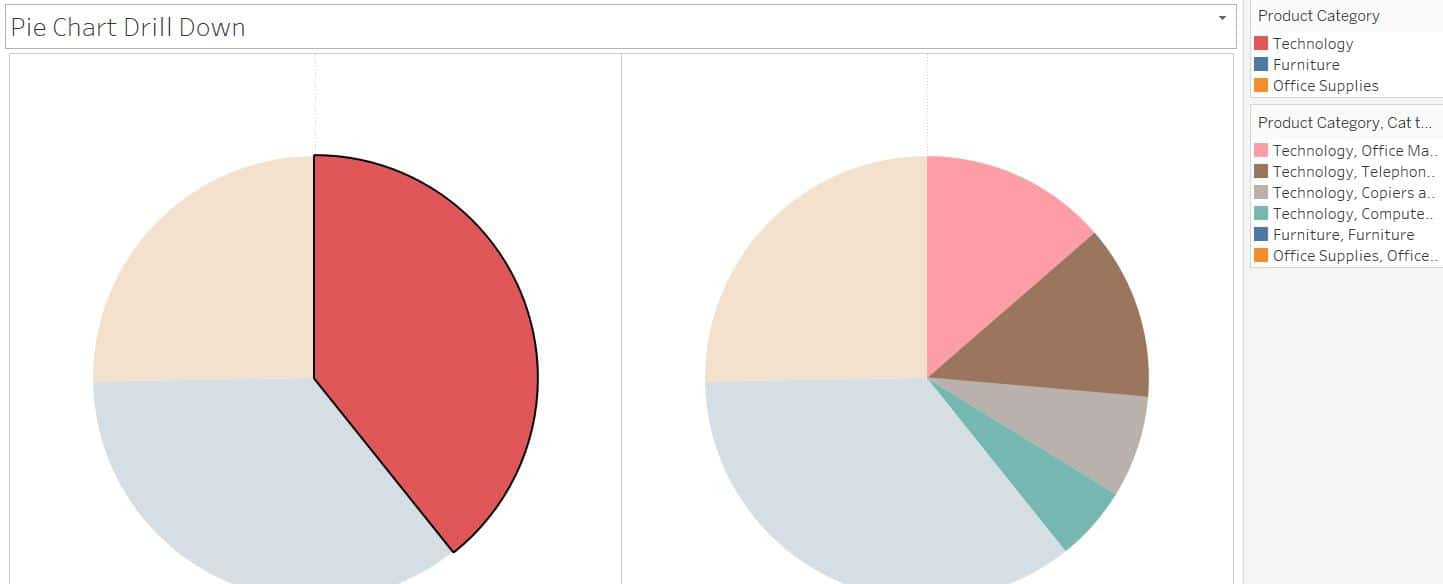 Pie Chart Drill Down
Product Category
Technology
Furniture
Office Supplies
Product Category, Cat t...
Technology, Office Ma..
Technology, Telephon..
Technology, Copiers a..
Technology, Compute..
Furniture, Furniture
Office Supplies, Office..